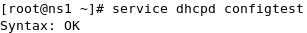 [root@ns1 ~]# service dhcpd configtest
Syntax: OK